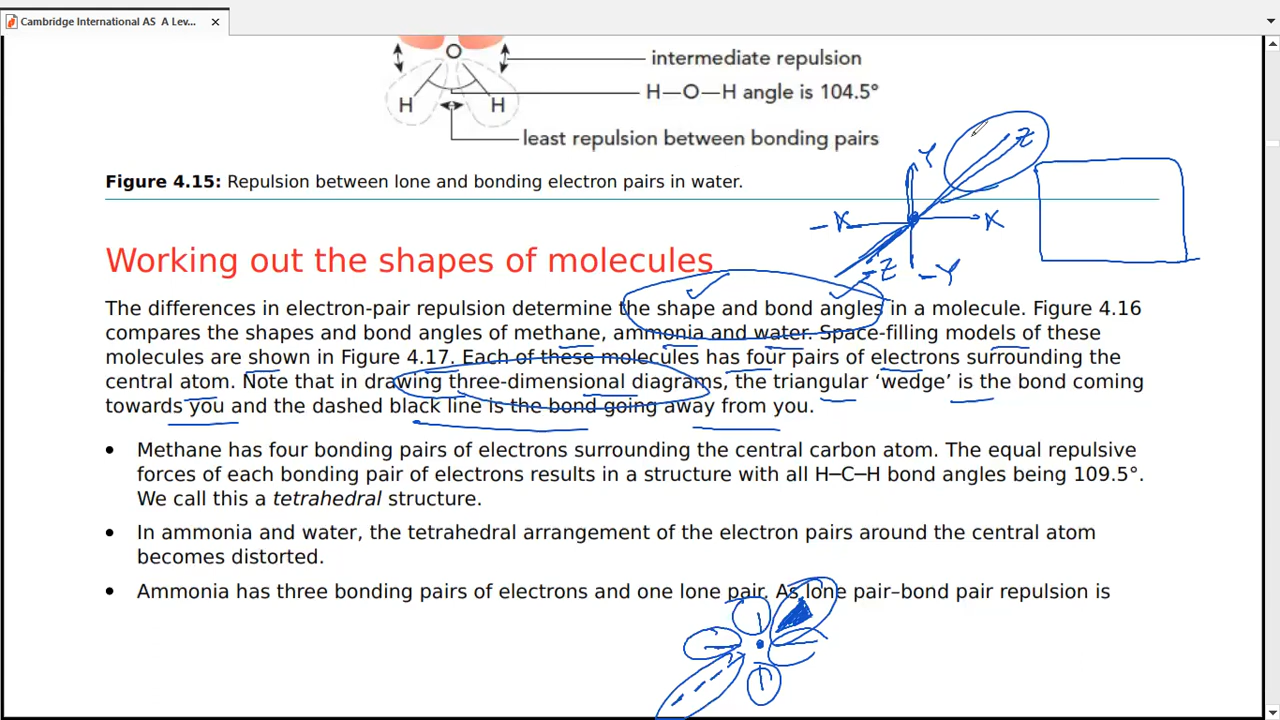 Cambridge International AS A Lev...
O
intermediate repulsion
H H
H—O—H angle is 104.5°
least repulsion between bonding pairs
Figure 4.15: Repulsion between lone and bonding electron pairs in water.
Y
Z
-X
X
-Z
-Y
Working out the shapes of molecules
The differences in electron-pair repulsion determine the shape and bond angles in a molecule. Figure 4.16
compares the shapes and bond angles of methane, ammonia and water. Space-filling models of these
molecules are shown in Figure 4.17. Each of these molecules has four pairs of electrons surrounding the
central atom. Note that in drawing three-dimensional diagrams, the triangular ‘wedge’ is the bond coming
towards you and the dashed black line is the bond going away from you.
• Methane has four bonding pairs of electrons surrounding the central carbon atom. The equal repulsive
forces of each bonding pair of electrons results in a structure with all H─C─H bond angles being 109.5°.
We call this a tetrahedral structure.
• In ammonia and water, the tetrahedral arrangement of the electron pairs around the central atom
becomes distorted.
• Ammonia has three bonding pairs of electrons and one lone pair. As lone pair–bond pair repulsion is